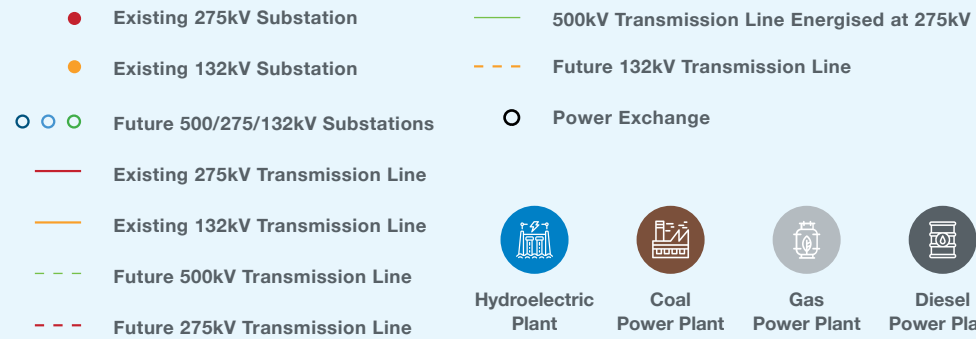 Existing 275kV Substation
Existing 132kV Substation
Future 500/275/132kV Substations
Existing 275kV Transmission Line
Existing 132kV Transmission Line
Future 500kV Transmission Line
Future 275kV Transmission Line
500kV Transmission Line Energised at 275kV
Future 132kV Transmission Line
Power Exchange
Hydroelectric
Plant
Coal
Power Plant
Gas
Power Plant
Diesel
Power